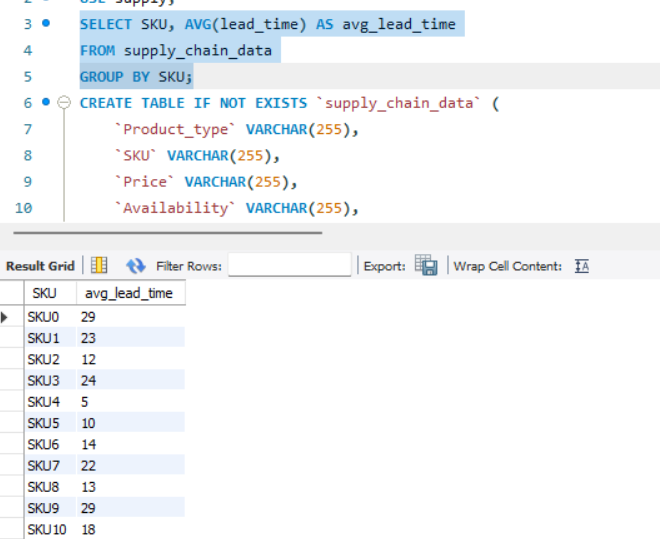 USE supply;
3 SELECT SKU, AVG(lead_time) AS avg_lead_time
4 FROM supply_chain_data
5 GROUP BY SKU;
6 CREATE TABLE IF NOT EXISTS `supply_chain_data` (
7 `Product_type` VARCHAR(255),
8 `SKU` VARCHAR(255),
9 `Price` VARCHAR(255),
10 `Availability` VARCHAR(255),
Result Grid Filter Rows: Export: Wrap Cell Content: IA
SKU avg_lead_time
SKU0 29
SKU1 23
SKU2 12
SKU3 24
SKU4 5
SKU5 10
SKU6 14
SKU7 22
SKU8 13
SKU9 29
SKU10 18